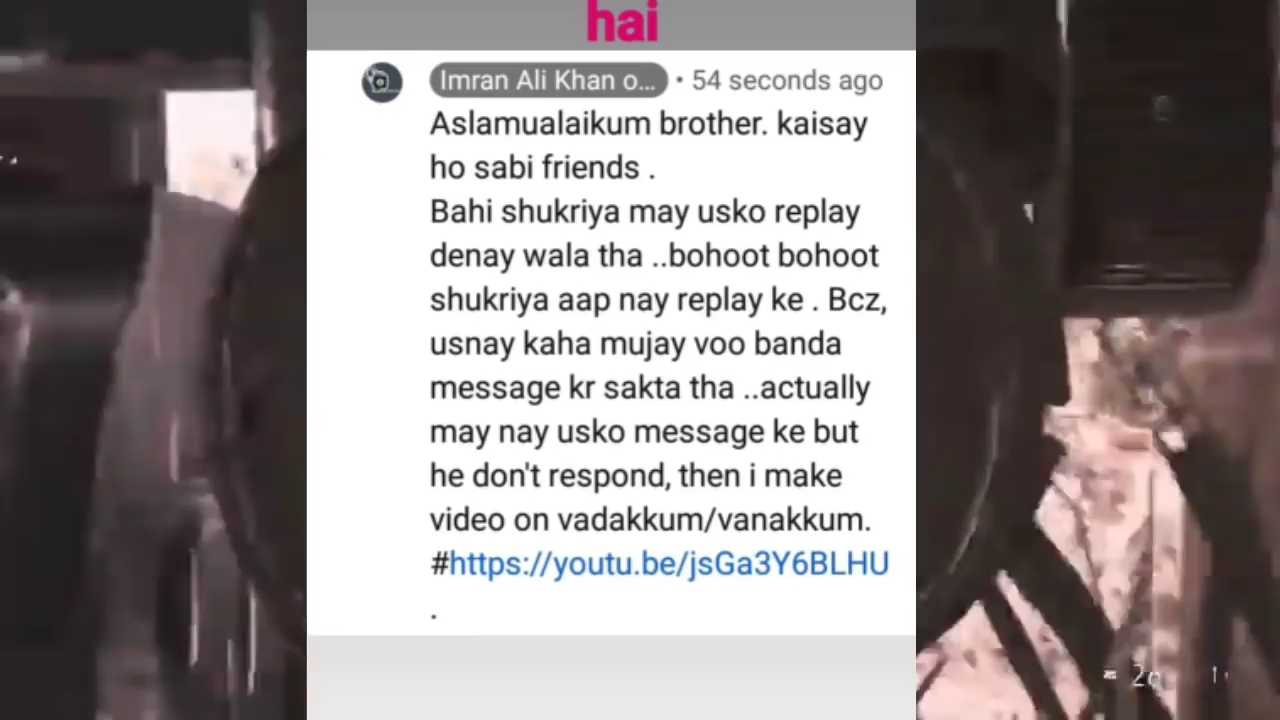 hai
Imran Ali Khan o... • 54 seconds ago
Aslamualaikum brother. kaisay
ho sabi friends .
Bahi shukriya may usko replay
denay wala tha ..bohoot bohoot
shukriya aap nay replay ke . Bcz,
usnay kaha mujay voo banda
message kr sakta tha ..actually
may nay usko message ke but
he don't respond, then i make
video on vadakkum/vanakkum.
#https://youtu.be/jsGa3Y6BLHU
.